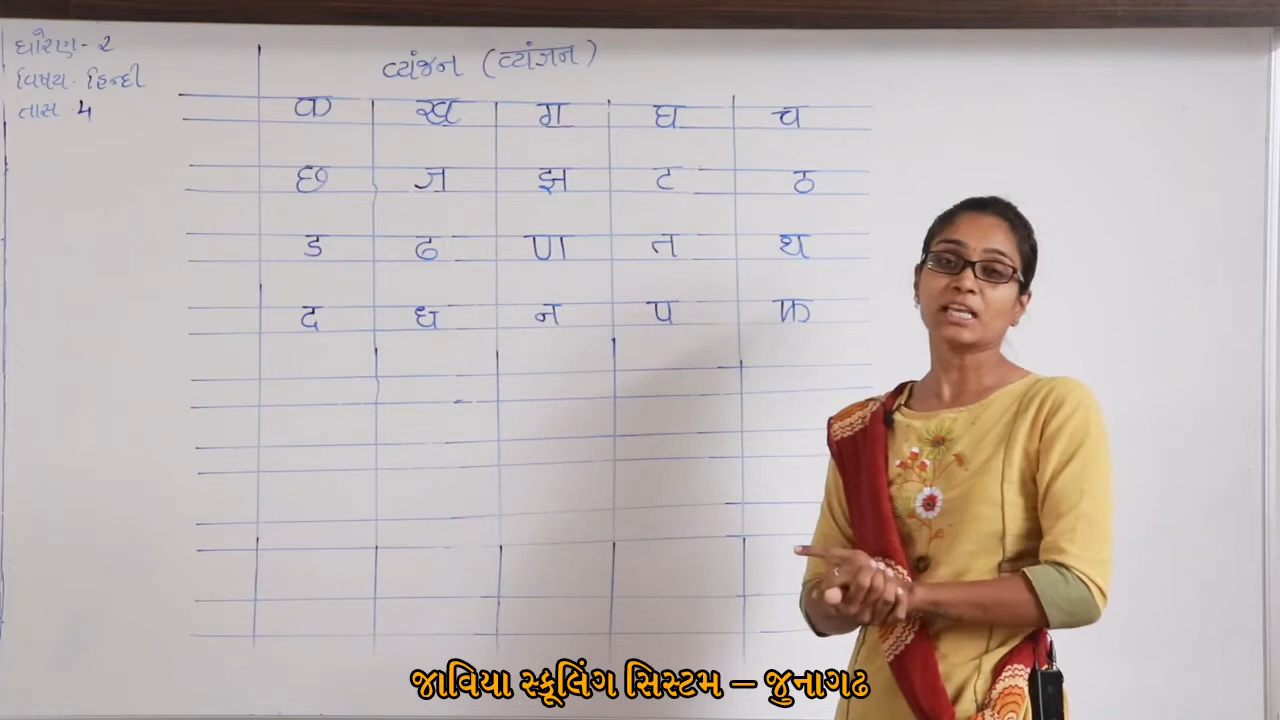 ધોરણ - ૨
વિષય - હિન્દી
તાસ ૫
વ્યંજન (व्यंजन)
क ख ग घ च
छ ज झ ट ठ
ड ढ ण त थ
द ध न प फ
જાવિયા સ્કૂલિંગ સિસ્ટમ – જુનાગઢ